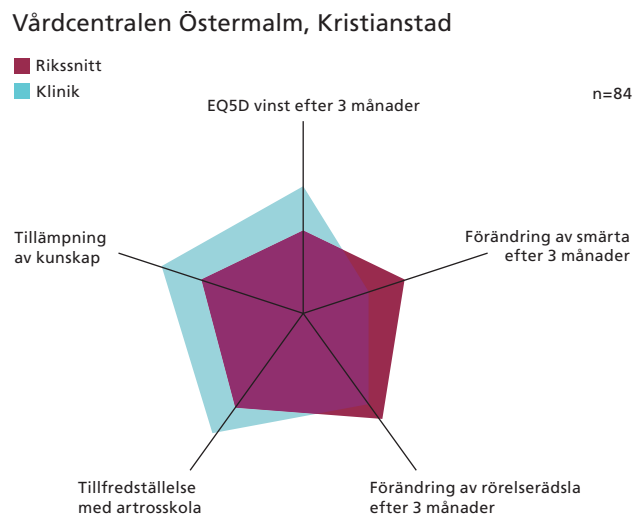 Vårdcentralen Östermalm, Kristianstad
Rikssnitt
Klinik
n=84
EQ5D vinst efter 3 månader
Tillämpning
av kunskap
Förändring av smärta
efter 3 månader
Tillfredställelse
med artrosskola
Förändring av rörelserädsla
efter 3 månader